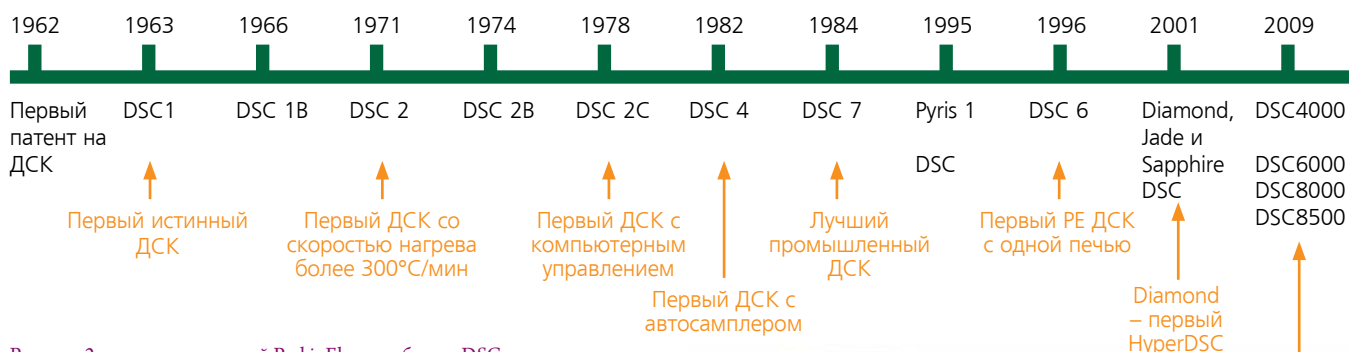 1962 1963 1966 1971 1974 1978 1982 1984 1995 1996 2001 2009
Первый
патент на
ДСК
DSC1
DSC 1B
DSC 2
DSC 2B
DSC 2C
DSC 4
DSC 7
Pyris 1
DSC
DSC 6
Diamond,
Jade и
Sapphire
DSC
DSC4000
DSC6000
DSC8000
DSC8500
Первый истинный
ДСК
Первый ДСК со
скоростью нагрева
более 300°C/мин
Первый ДСК с
компьютерным
управлением
Первый ДСК с
автосамплером
Лучший
промышленный
ДСК
Первый PE ДСК
с одной печью
Diamond
– первый
HyperDSC